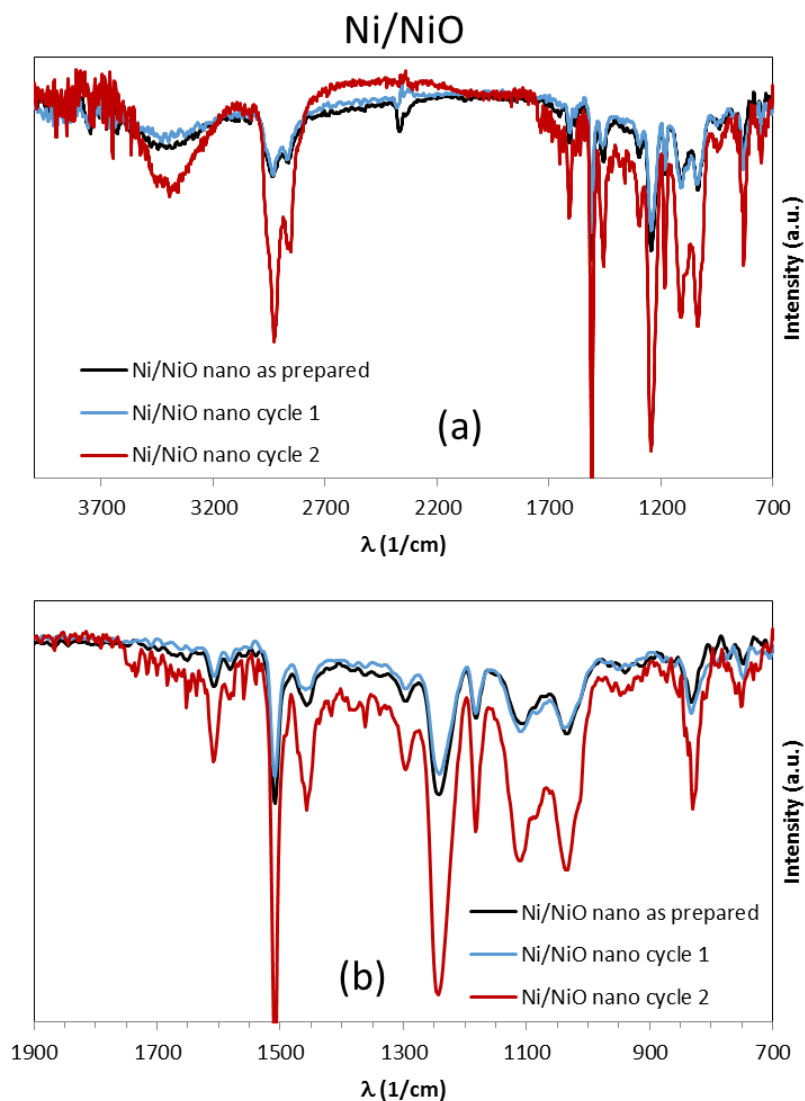 Ni/NiO
Intensity (a.u.)
Ni/NiO nano as prepared
Ni/NiO nano cycle 1
Ni/NiO nano cycle 2
(a)
3700 3200 2700 2200 1700 1200 700
λ (1/cm)
Intensity (a.u.)
Ni/NiO nano as prepared
Ni/NiO nano cycle 1
Ni/NiO nano cycle 2
(b)
1900 1700 1500 1300 1100 900 700
λ (1/cm)